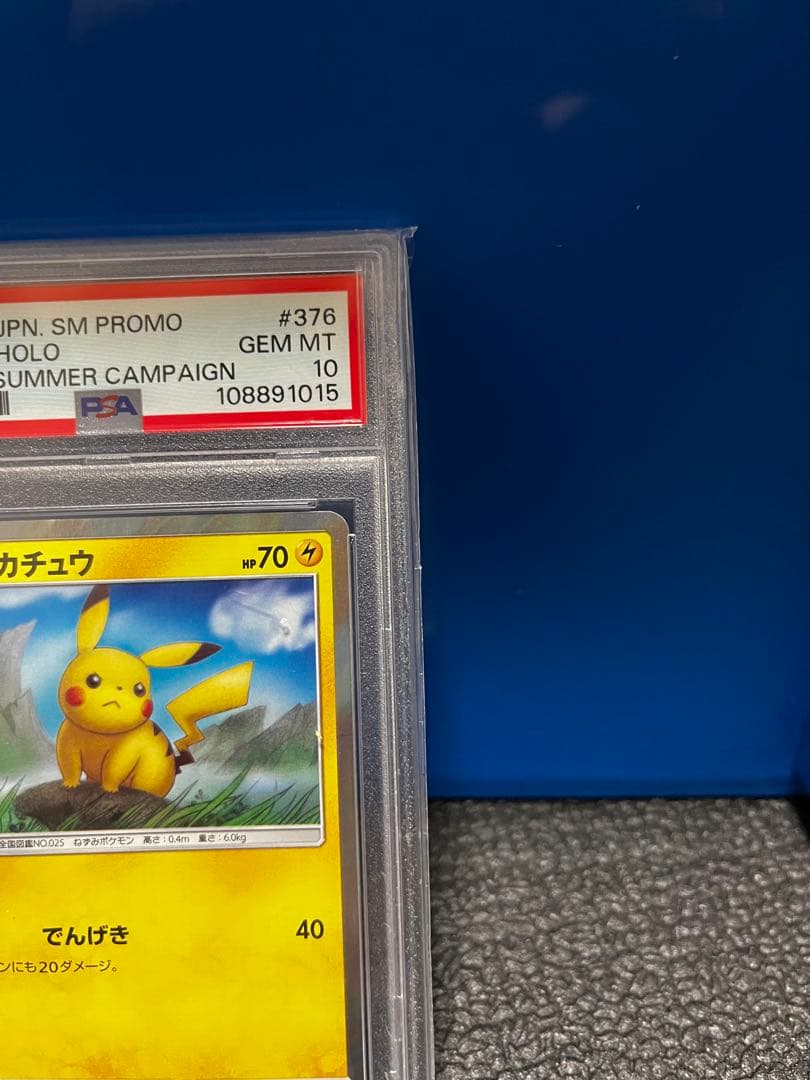 JPN. SM PROMO #376
HOLO GEM MT
SUMMER CAMPAIGN 10
PSA 108891015
カチュウ HP70
全国図鑑NO.025 ねずみポケモン 高さ:0.4m 重さ:6.0kg
でんげき 40
ンにも20ダメージ。